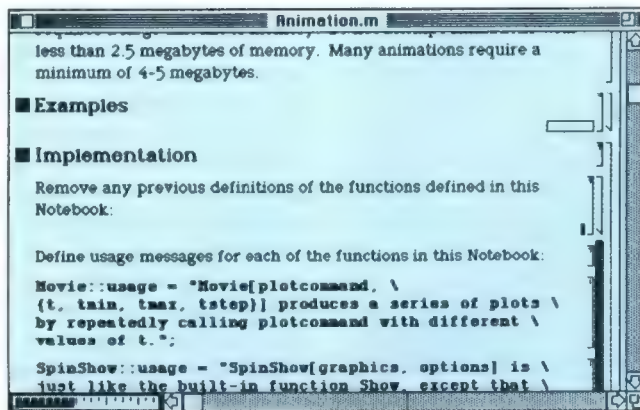 Animation.m
less than 2.5 megabytes of memory. Many animations require a
minimum of 4-5 megabytes.
Examples
Implementation
Remove any previous definitions of the functions defined in this
Notebook:
Define usage messages for each of the functions in this Notebook:
Movie::usage = "Movie[plotcommand, \
{t, tmin, tmax, tstep}] produces a series of plots \
by repeatedly calling plotcommand with different \
values of t.";
SpinShow::usage = "SpinShow[graphics, options] is \
just like the built-in function Show, except that \